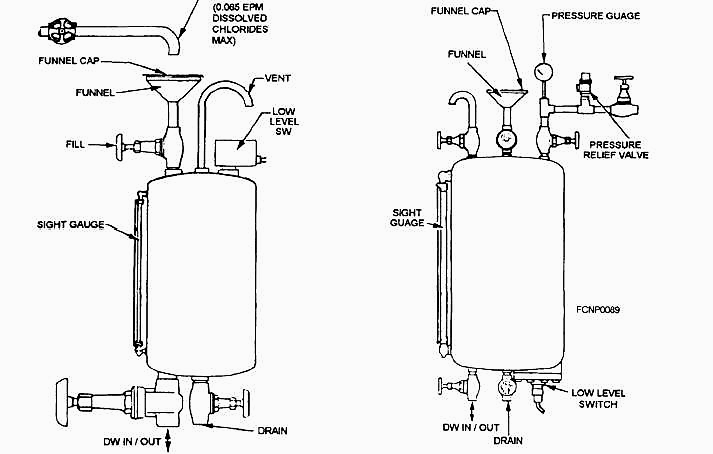 (0.065 EPM
DISSOLVED
CHLORIDES
MAX)
FUNNEL CAP
FUNNEL
VENT
LOW
LEVEL
SW
FILL
SIGHT GAUGE
DW IN / OUT
DRAIN
FUNNEL CAP
PRESSURE GUAGE
FUNNEL
PRESSURE
RELIEF VALVE
SIGHT
GUAGE
FCNP0089
LOW LEVEL
SWITCH
DW IN / OUT
DRAIN